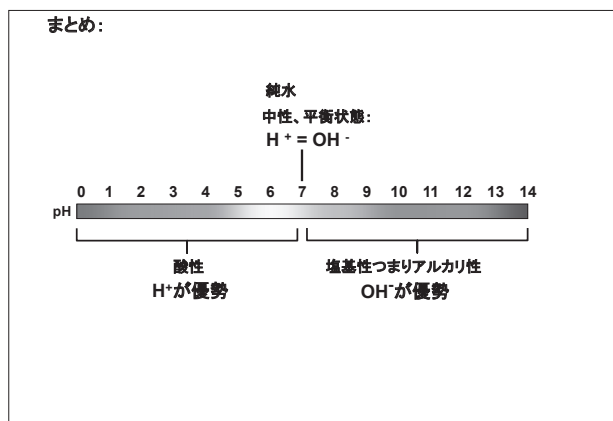 まとめ:
純水
中性、平衡状態:
H + = OH -
0 1 2 3 4 5 6 7 8 9 10 11 12 13 14
pH
酸性 塩基性つまりアルカリ性
H⁺が優勢 OH⁻が優勢